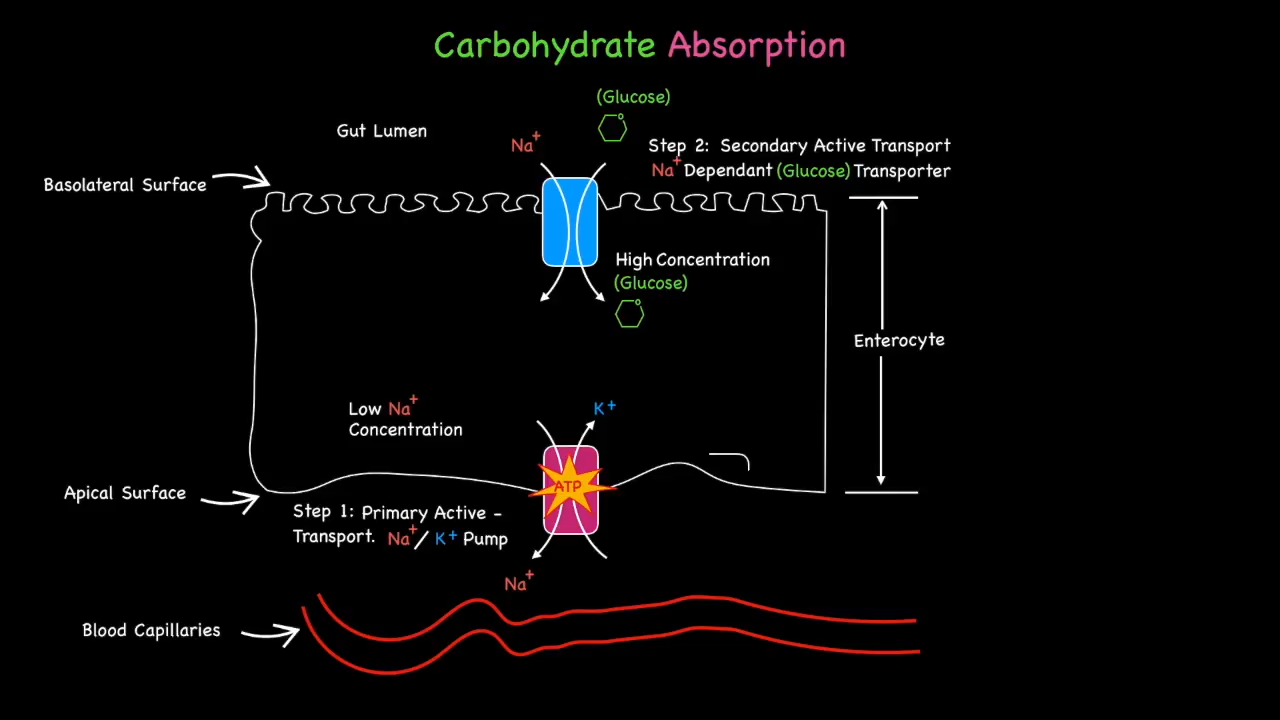 Carbohydrate Absorption
(Glucose)
Gut Lumen
Na+
Step 2: Secondary Active Transport
Na+ Dependant (Glucose) Transporter
Basolateral Surface
High Concentration
(Glucose)
Enterocyte
Low Na+
Concentration
K+
ATP
Apical Surface
Step 1: Primary Active -
Transport. Na+/ K+ Pump
Na+
Blood Capillaries